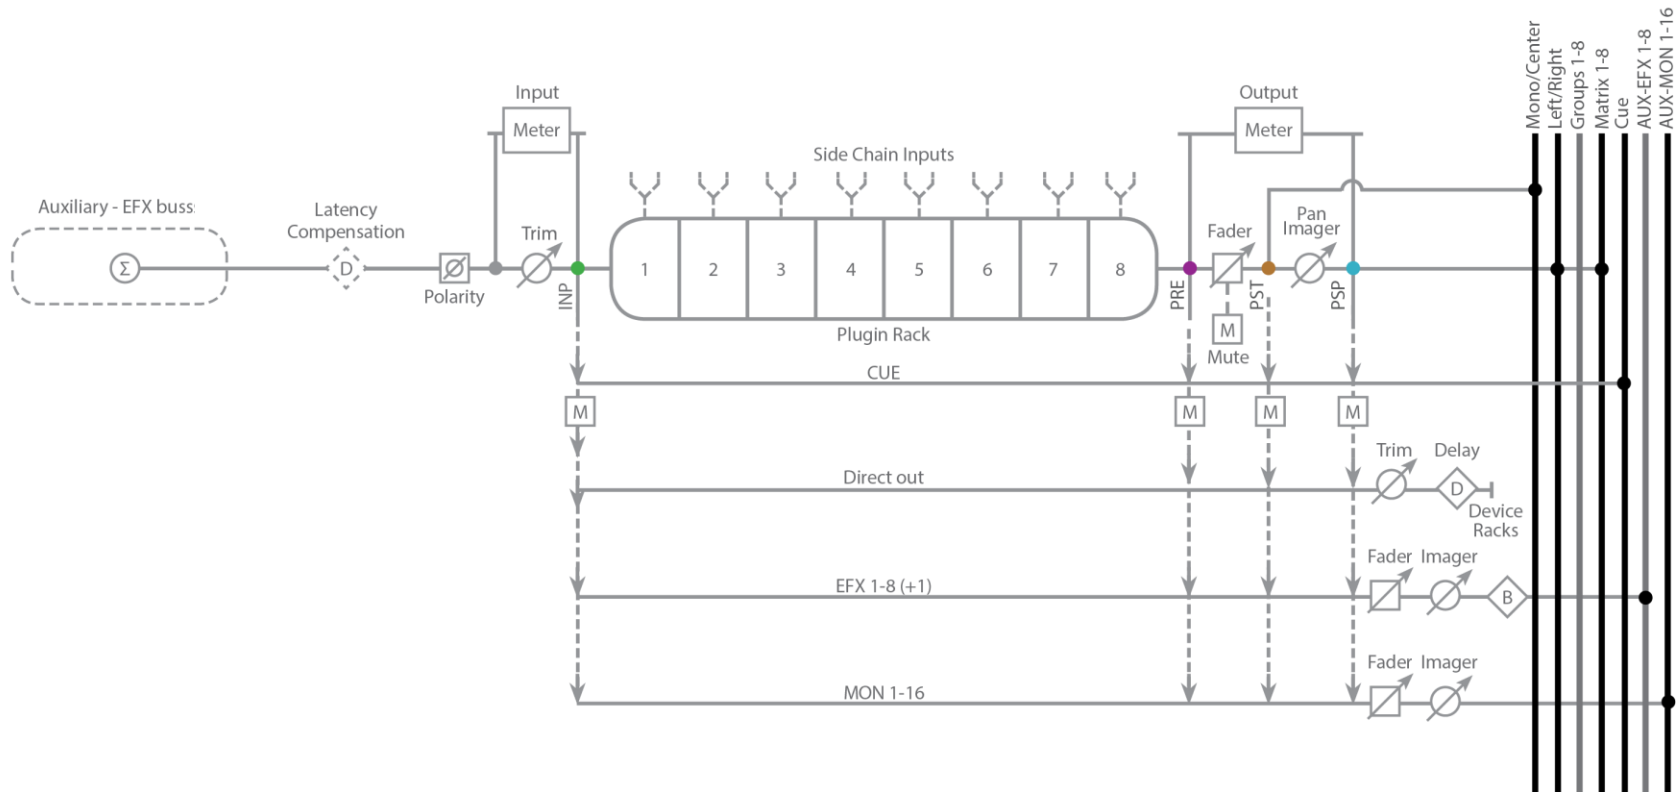 Mono/Center
Left/Right
Groups 1-8
Matrix 1-8
Cue
AUX-EFX 1-8
AUX-MON 1-16
Input
Meter
Output
Meter
Side Chain Inputs
Auxiliary - EFX buss
Σ
Latency
Compensation
D
Polarity
Trim
INP
1
2
3
4
5
6
7
8
Plugin Rack
PRE
Fader
M
Mute
PST
Pan
Imager
PSP
CUE
M
M
M
M
Direct out
Trim
Delay
D
Device
Racks
EFX 1-8 (+1)
Fader
Imager
B
MON 1-16
Fader
Imager